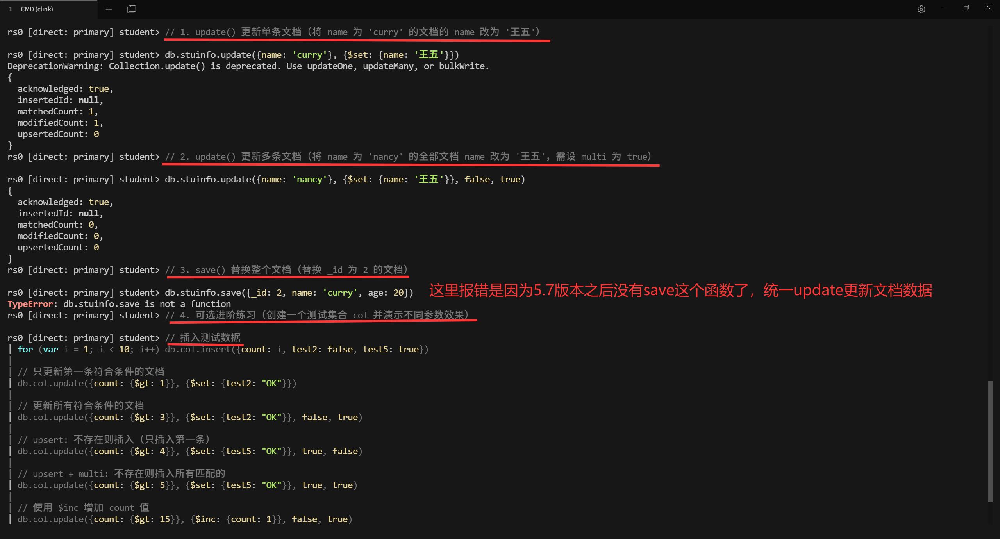 1 CMD (clink)
rs0 [direct: primary] student> // 1. update() 更新单条文档（将 name 为 'curry' 的文档的 name 改为 '王五'）
rs0 [direct: primary] student> db.stuinfo.update({name: 'curry'}, {$set: {name: '王五'}})
DeprecationWarning: Collection.update() is deprecated. Use updateOne, updateMany, or bulkWrite.
{
  acknowledged: true,
  insertedId: null,
  matchedCount: 1,
  modifiedCount: 1,
  upsertedCount: 0
}
rs0 [direct: primary] student> // 2. update() 更新多条文档（将 name 为 'nancy' 的全部文档 name 改为 '王五'，需设 multi 为 true）
rs0 [direct: primary] student> db.stuinfo.update({name: 'nancy'}, {$set: {name: '王五'}}, false, true)
{
  acknowledged: true,
  insertedId: null,
  matchedCount: 0,
  modifiedCount: 0,
  upsertedCount: 0
}
rs0 [direct: primary] student> // 3. save() 替换整个文档（替换 _id 为 2 的文档）
rs0 [direct: primary] student> db.stuinfo.save({_id: 2, name: 'curry', age: 20}) 这里报错是因为5.7版本之后没有save这个函数了，统一update更新文档数据
TypeError: db.stuinfo.save is not a function
rs0 [direct: primary] student> // 4. 可选进阶练习（创建一个测试集合 col 并演示不同参数效果）
rs0 [direct: primary] student> // 插入测试数据
| for (var i = 1; i < 10; i++) db.col.insert({count: i, test2: false, test5: true})
|
| // 只更新第一条符合条件的文档
| db.col.update({count: {$gt: 1}}, {$set: {test2: "OK"}})
|
| // 更新所有符合条件的文档
| db.col.update({count: {$gt: 3}}, {$set: {test2: "OK"}}, false, true)
|
| // upsert: 不存在则插入（只插入第一条）
| db.col.update({count: {$gt: 4}}, {$set: {test5: "OK"}}, true, false)
|
| // upsert + multi: 不存在则插入所有匹配的
| db.col.update({count: {$gt: 5}}, {$set: {test5: "OK"}}, true, true)
|
| // 使用 $inc 增加 count 值
| db.col.update({count: {$gt: 15}}, {$inc: {count: 1}}, false, true)